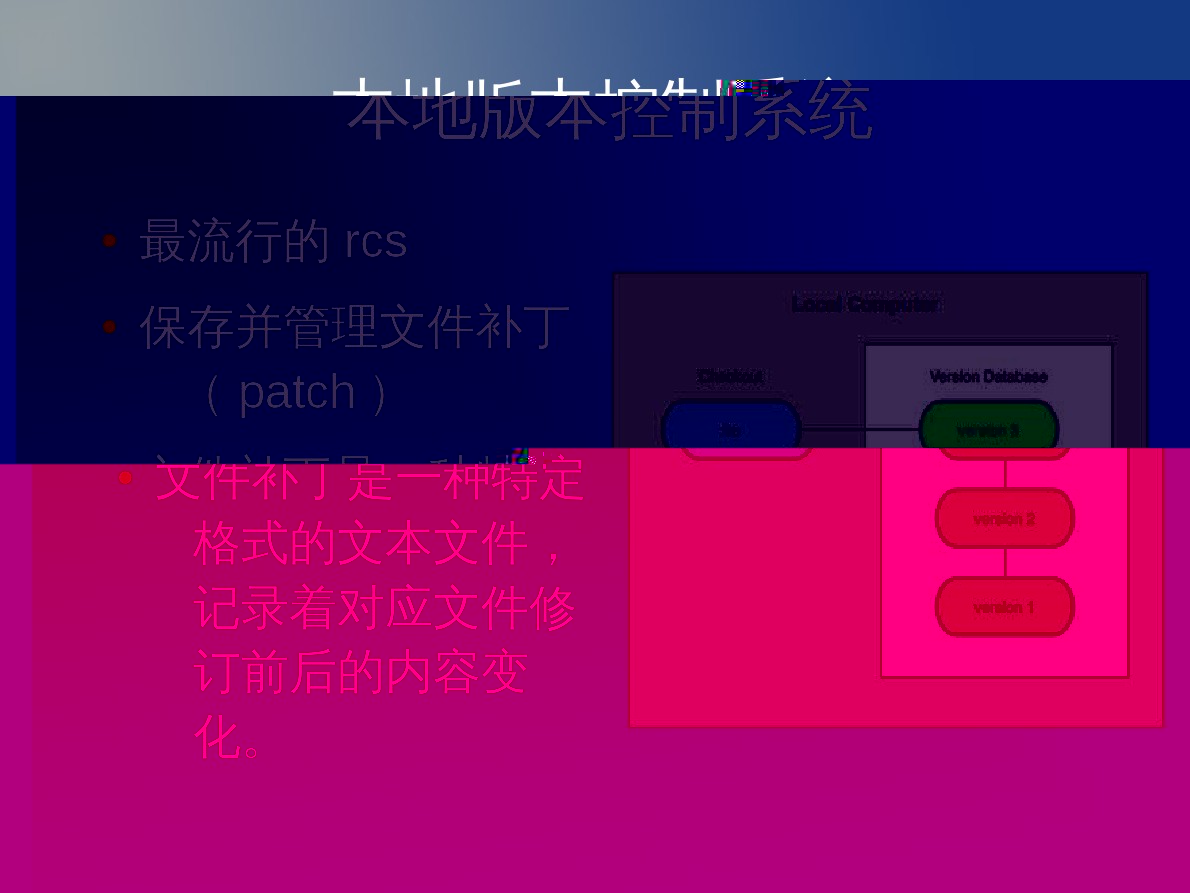 本地版本控制系统
最流行的 rcs
保存并管理文件补丁
（ patch ）
文件补丁是一种特定
格式的文本文件，
记录着对应文件修
订前后的内容变
化。
Local Computer
Checkout
file
Version Database
version 3
version 2
version 1